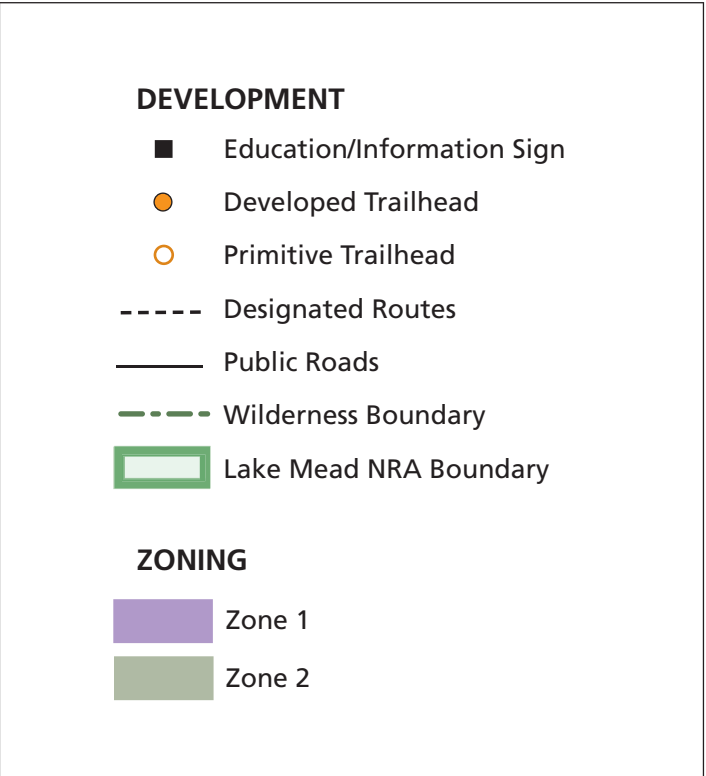 DEVELOPMENT
Education/Information Sign
Developed Trailhead
Primitive Trailhead
Designated Routes
Public Roads
Wilderness Boundary
Lake Mead NRA Boundary
ZONING
Zone 1
Zone 2